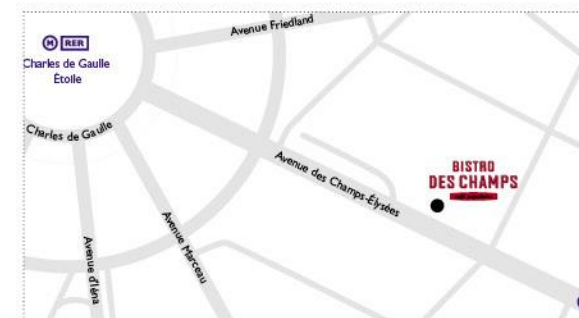 Avenue Friedland
M RER
Charles de Gaulle
Étoile
Charles de Gaulle
Avenue des Champs-Élysées
BISTRO
DES CHAMPS
Avenue d'Iéna
Avenue Marceau